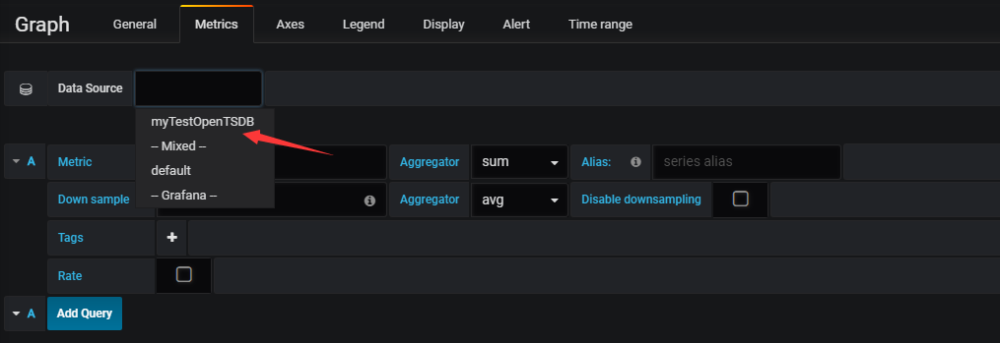 Graph General Metrics Axes Legend Display Alert Time range
Data Source
myTestOpenTSDB
-- Mixed --
default
-- Grafana --
A Metric Aggregator sum Alias: series alias
Down sample Aggregator avg Disable downsampling
Tags
Rate
A Add Query